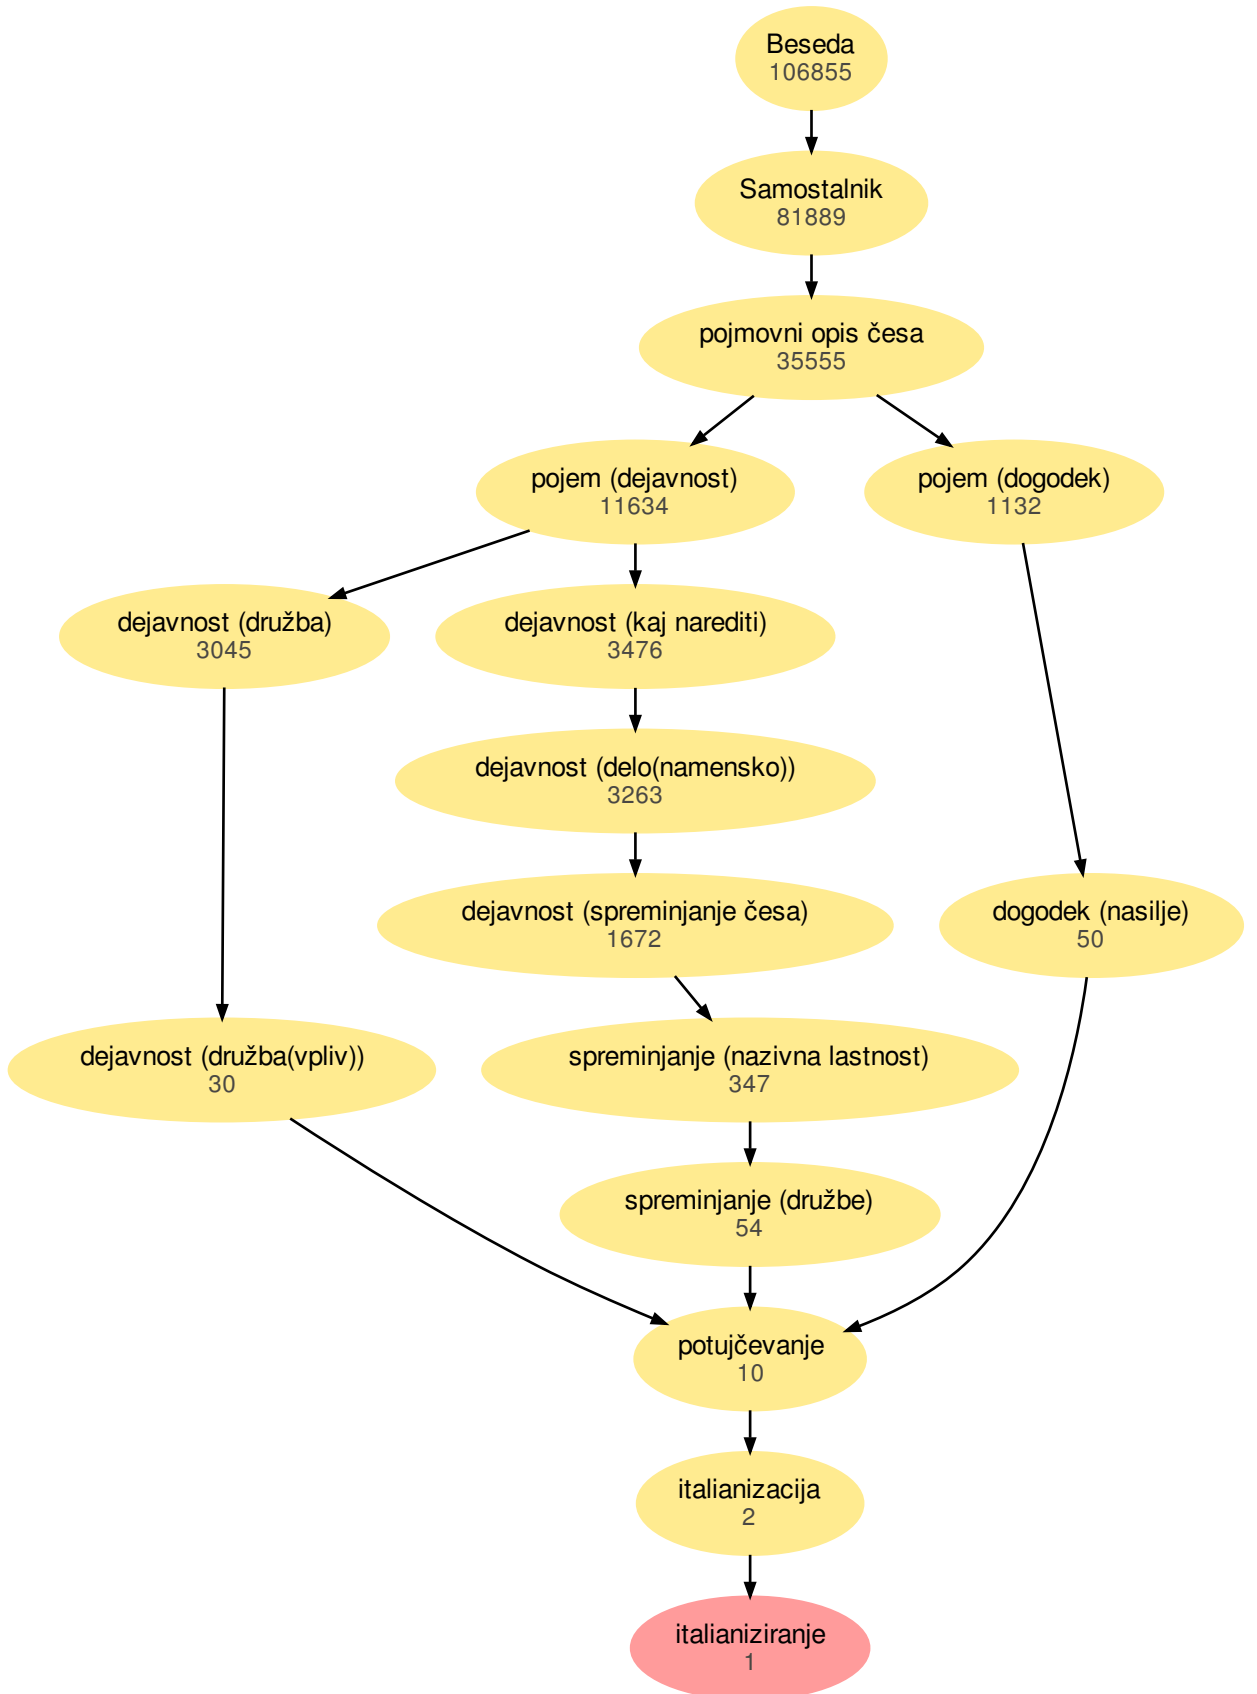 Beseda
106855
Samostalnik
81889
pojmovni opis česa
35555
pojem (dejavnost)
11634
pojem (dogodek)
1132
dejavnost (družba)
3045
dejavnost (kaj narediti)
3476
dejavnost (delo(namensko))
3263
dejavnost (spreminjanje česa)
1672
dogodek (nasilje)
50
dejavnost (družba(vpliv))
30
spreminjanje (nazivna lastnost)
347
spreminjanje (družbe)
54
potujčevanje
10
italianizacija
2
italianiziranje
1